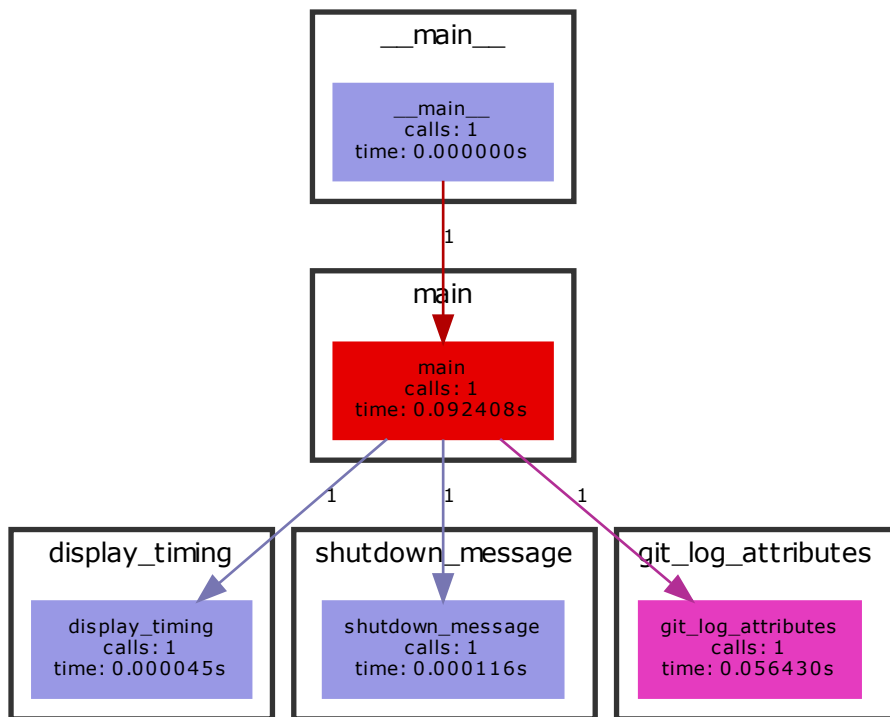 __main__
__main__
calls: 1
time: 0.000000s
1
main
main
calls: 1
time: 0.092408s
1
1
1
display_timing
display_timing
calls: 1
time: 0.000045s
shutdown_message
shutdown_message
calls: 1
time: 0.000116s
git_log_attributes
git_log_attributes
calls: 1
time: 0.056430s